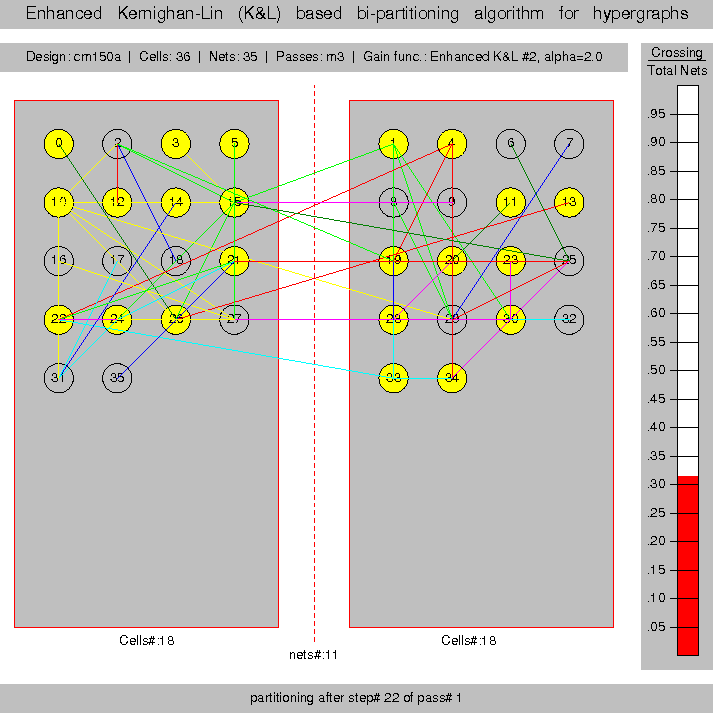 Enhanced Kernighan-Lin (K&L) based bi-partitioning algorithm for hypergraphs
Design: cm150a | Cells: 36 | Nets: 35 | Passes: m3 | Gain func.: Enhanced K&L #2, alpha=2.0
Crossing
Total Nets
0 2 3 5 1 4 6 7
10 12 14 15 8 9 11 13
16 17 18 21 19 20 23 25
22 24 26 27 28 29 30 32
31 35 33 34
.95
.90
.85
.80
.75
.70
.65
.60
.55
.50
.45
.40
.35
.30
.25
.20
.15
.10
.05
Cells#:18 Cells#:18
nets#:11
partitioning after step# 22 of pass# 1